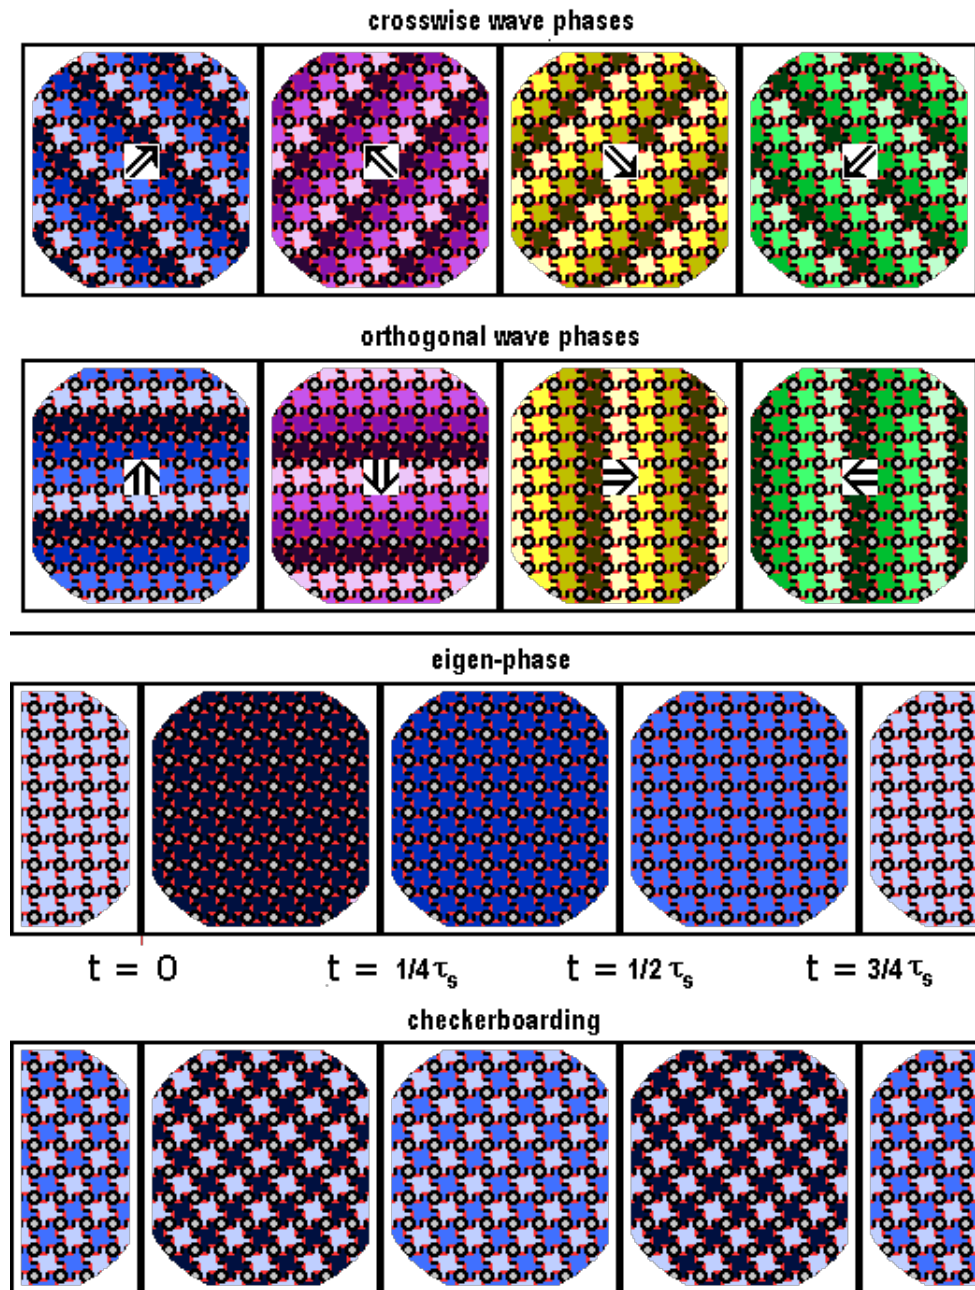 crosswise wave phases
orthogonal wave phases
eigen-phase
t = 0 t = 1/4 τs t = 1/2 τs t = 3/4 τs
checkerboarding